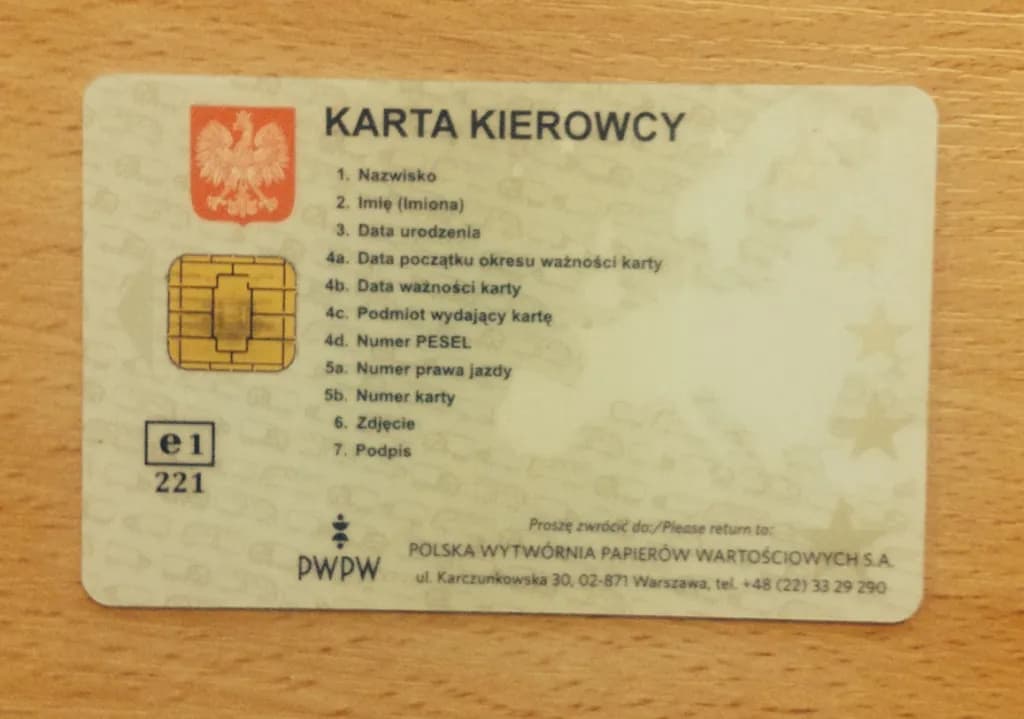 KARTA KIEROWCY
1. Nazwisko
2. Imię (Imiona)
3. Data urodzenia
4a. Data początku okresu ważności karty
4b. Data ważności karty
4c. Podmiot wydający kartę
4d. Numer PESEL
5a. Numer prawa jazdy
5b. Numer karty
6. Zdjęcie
7. Podpis
e1
221
PWPW
Proszę zwrócić do:/Please return to:
POLSKA WYTWÓRNIA PAPIERÓW WARTOŚCIOWYCH S.A.
ul. Karczunkowska 30, 02-871 Warszawa, tel. +48 (22) 33 29 290